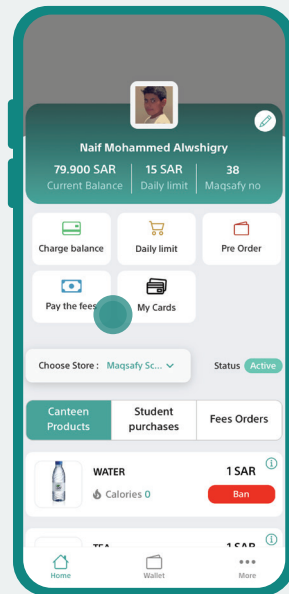 Naif Mohammed Alwshigry
79.900 SAR 15 SAR 38
Current Balance Daily limit Maqsafy no
Charge balance Daily limit Pre Order
Pay the fees My Cards
Choose Store : Maqsafy Sc... Status Active
Canteen Products Student purchases Fees Orders
WATER 1 SAR
Calories 0 Ban
TEA 1 SAR
Home Wallet More